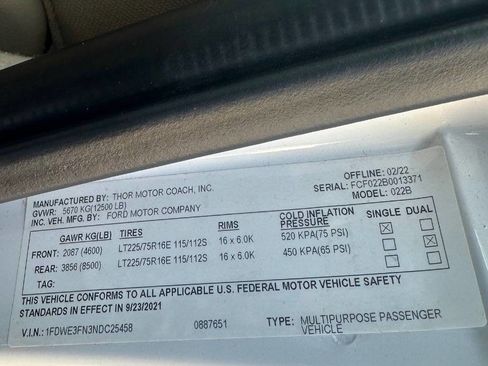 MANUFACTURED BY: THOR MOTOR COACH, INC. OFFLINE: 02/22
GVWR: 5670 KG(12500 LB) SERIAL: FCF022B0013371
INC. VEH. MFG. BY: FORD MOTOR COMPANY MODEL: 022B
GAWR KG(LB) TIRES RIMS COLD INFLATION PRESSURE SINGLE DUAL
FRONT: 2087 (4600) LT225/75R16E 115/112S 16 x 6.0K 520 KPA(75 PSI)
REAR: 3856 (8500) LT225/75R16E 115/112S 16 x 6.0K 450 KPA(65 PSI)
TAG:
THIS VEHICLE CONFORMS TO ALL APPLICABLE U.S. FEDERAL MOTOR VEHICLE SAFETY
STANDARDS IN EFFECT ON 9/23/2021
V.I.N.: 1FDWE3FN3NDC25458 0887651 TYPE: MULTIPURPOSE PASSENGER
VEHICLE